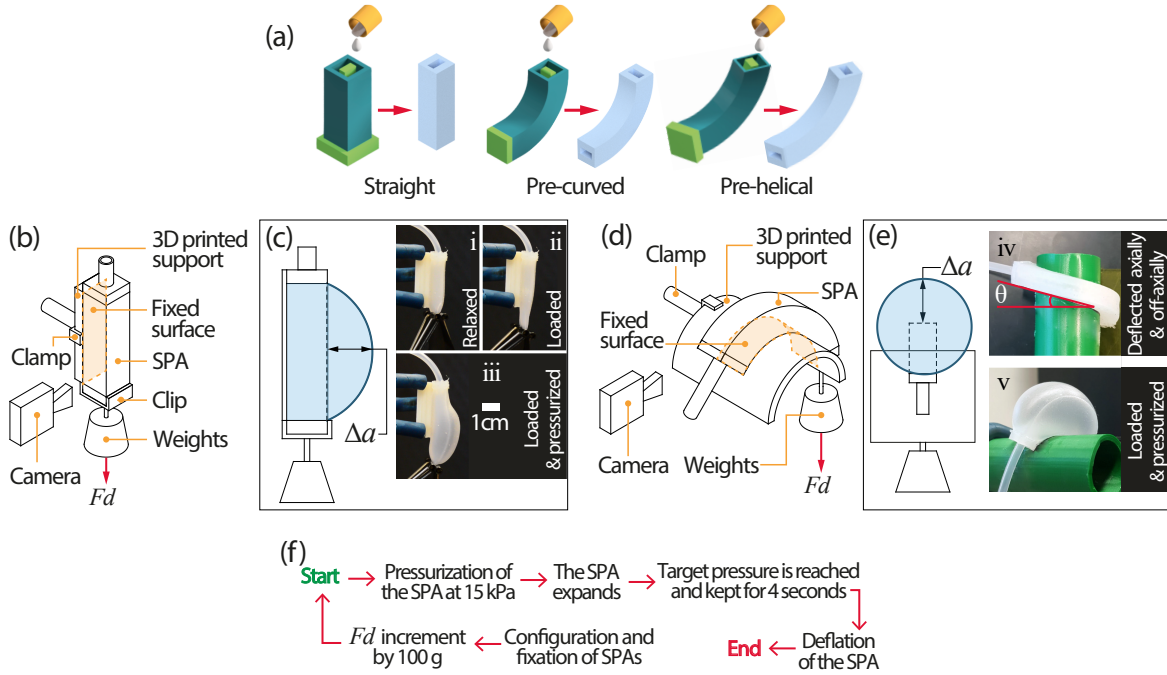 (a)
Straight
Pre-curved
Pre-helical
(b)
3D printed
support
Fixed
surface
Clamp
SPA
Clip
Weights
Camera
Fd
(c)
Δa
i
Relaxed
ii
Loaded
iii
1cm
Loaded
& pressurized
(d)
3D printed
support
Clamp
SPA
Fixed
surface
Camera
Weights
Fd
(e)
Δa
iv
θ
Deflected axially
& off-axially
v
Loaded
& pressurized
(f)
Start
Pressurization of
the SPA at 15 kPa
The SPA
expands
Target pressure is reached
and kept for 4 seconds
Fd increment
by 100 g
Configuration and
fixation of SPAs
End
Deflation
of the SPA